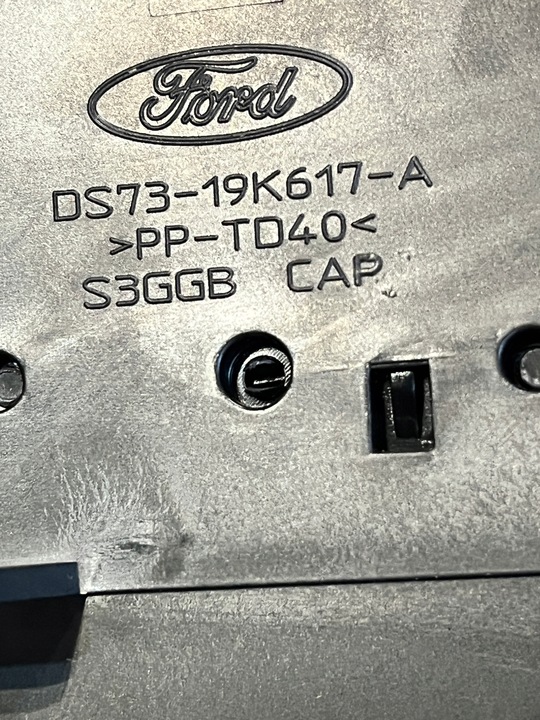 Ford
DS73-19K617-A
>PP-TD40<
S3GGB CAP